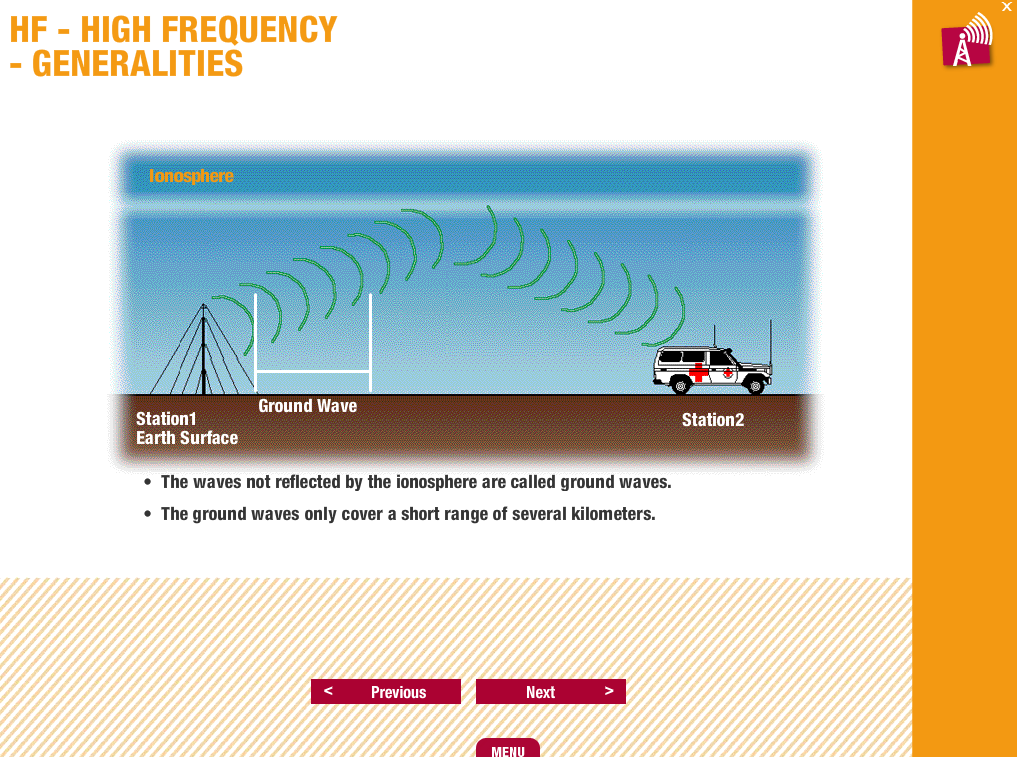 HF - HIGH FREQUENCY
- GENERALITIES
×
Ionosphere
Ground Wave
Station1
Earth Surface
Station2
• The waves not reflected by the ionosphere are called ground waves.
• The ground waves only cover a short range of several kilometers.
< Previous
Next >
MENU